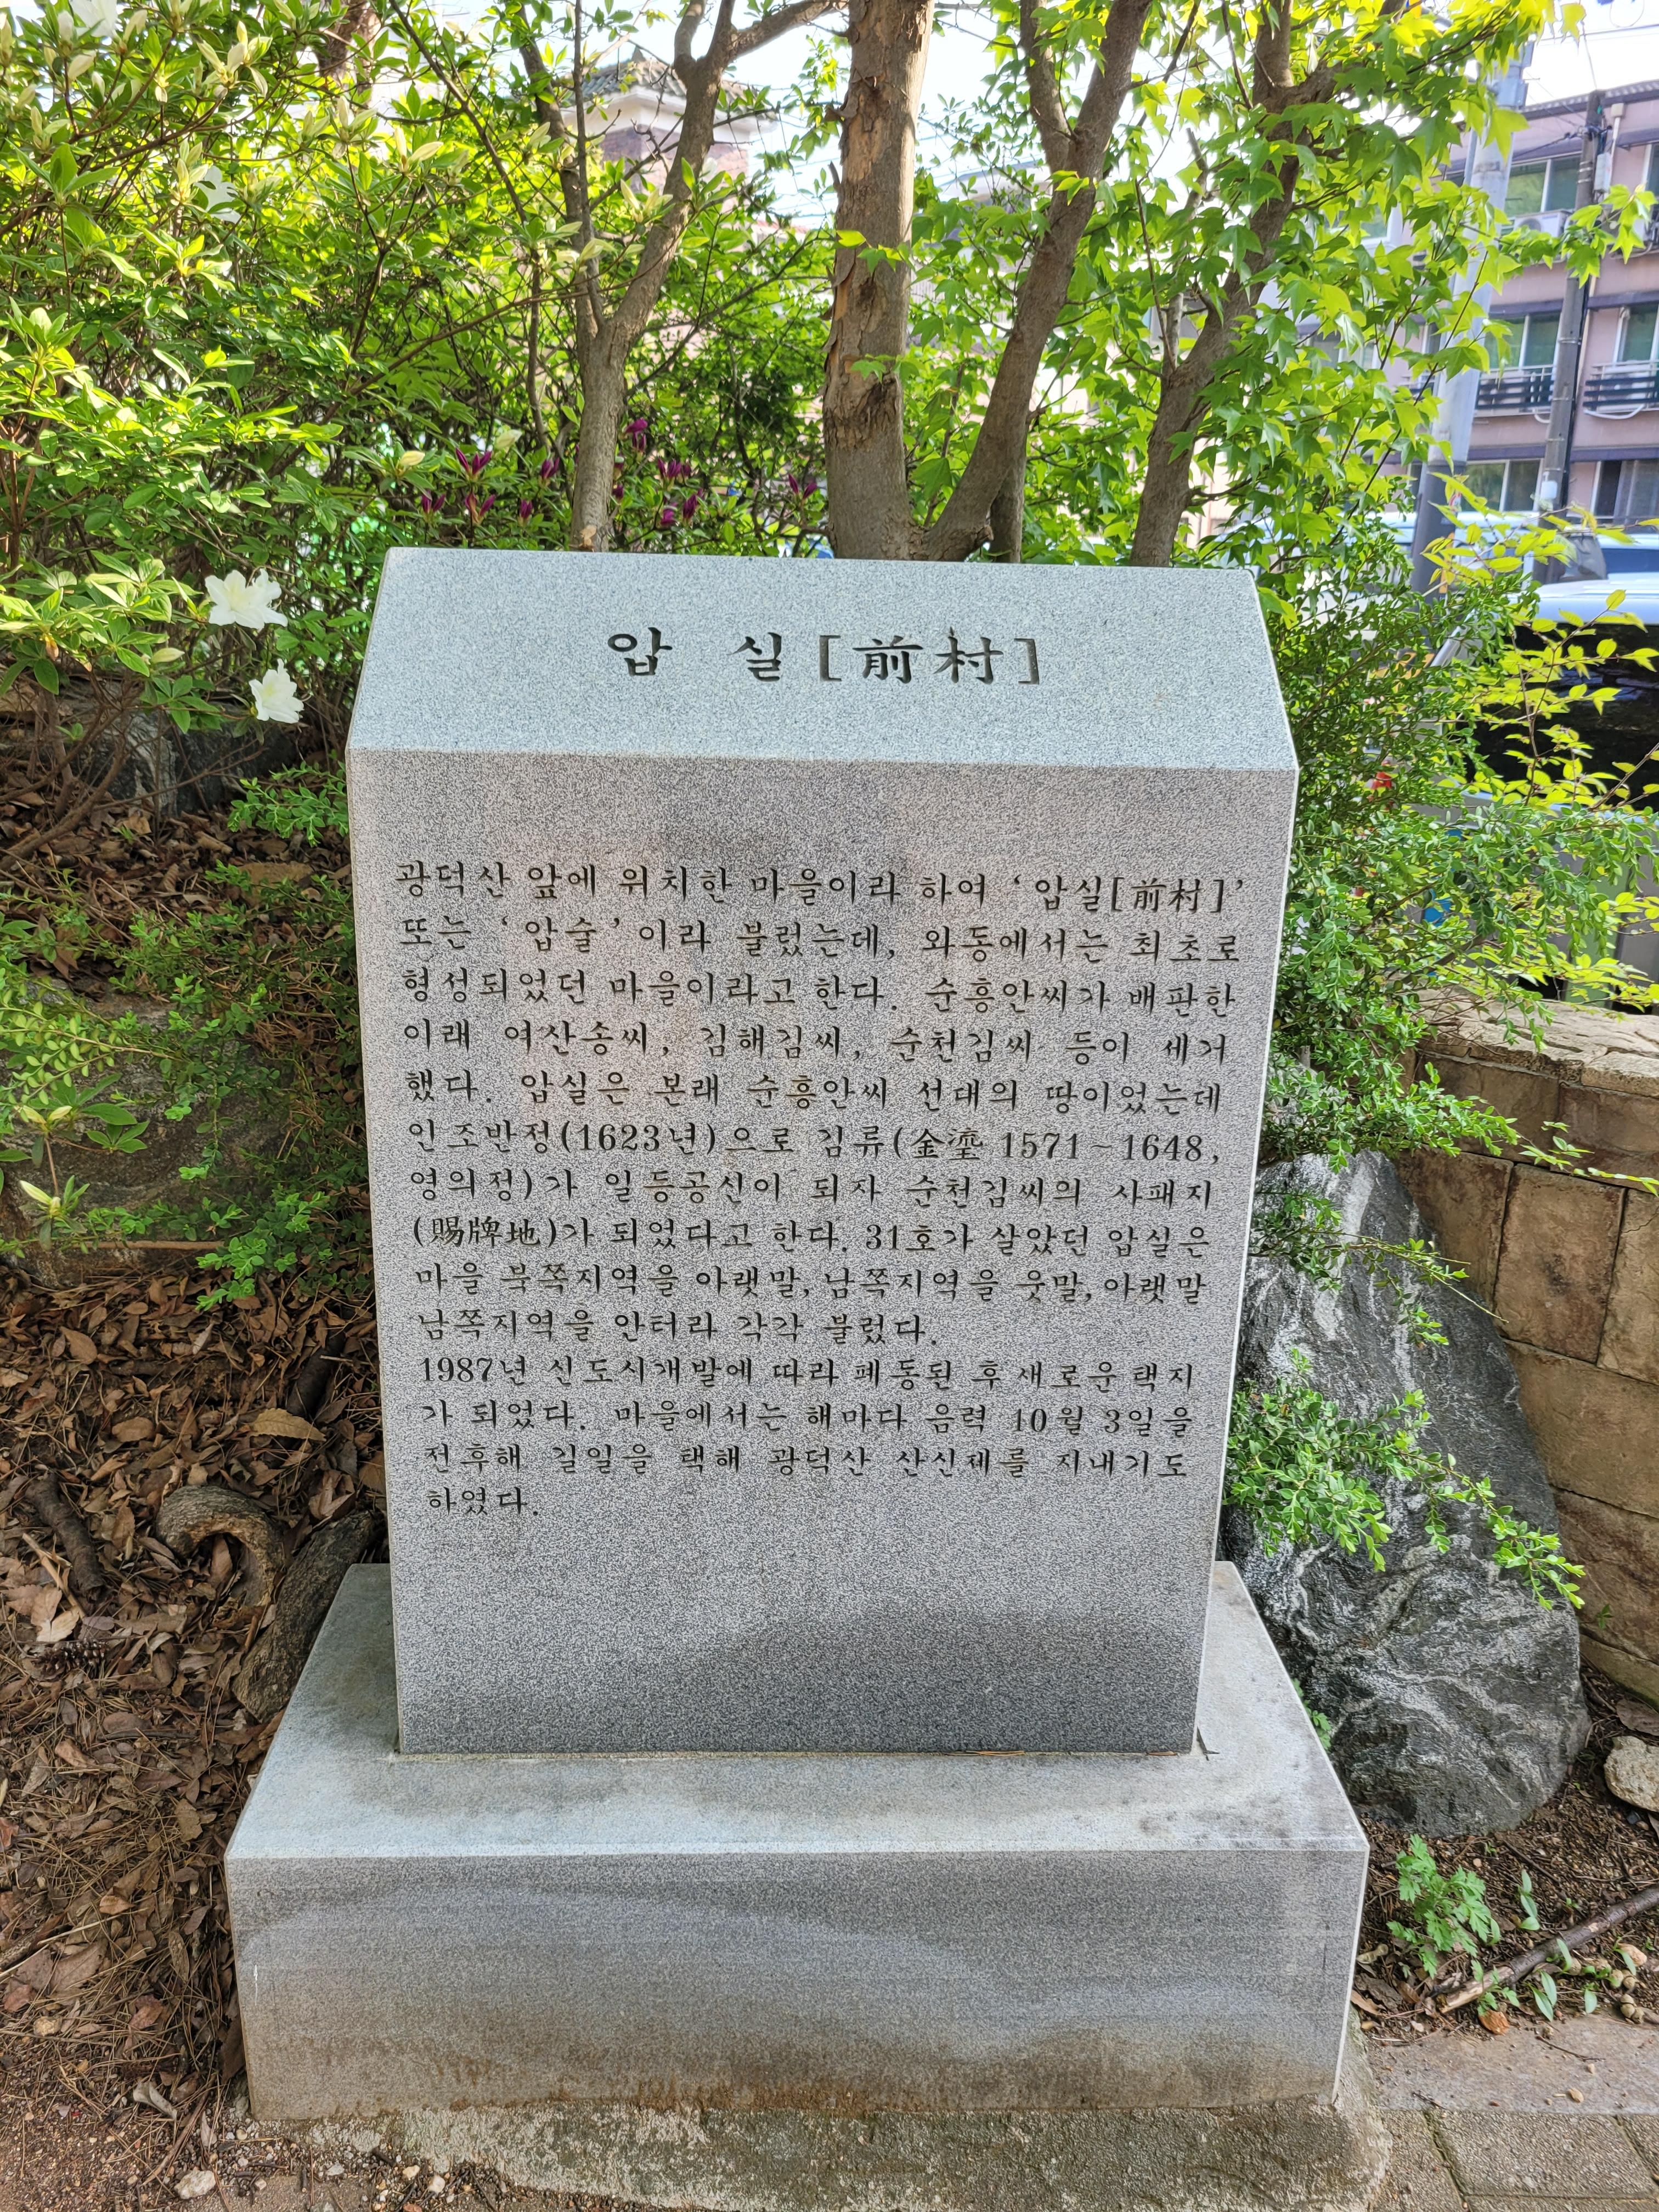 압 실 [前村]
광덕산 앞에 위치한 마을이라 하여 ‘압실[前村]’
또는 ‘압술’이라 불렀는데, 와동에서는 최초로
형성되었던 마을이라고 한다. 순흥안씨가 배판한
이래 여산송씨, 김해김씨, 순천김씨 등이 세거
했다. 압실은 본래 순흥안씨 선대의 땅이었는데
인조반정(1623년)으로 김류(金瀣 1571~1648,
영의정)가 일등공신이 되자 순천김씨의 사패지
(賜牌地)가 되었다고 한다. 31호가 살았던 압실은
마을 북쪽지역을 아랫말, 남쪽지역을 웃말, 아랫말
남쪽지역을 안터라 각각 불렀다.
1987년 신도시개발에 따라 폐동된 후 새로운 택지
가 되었다. 마을에서는 해마다 음력 10월 3일을
전후해 길일을 택해 광덕산 산신제를 지내기도
하였다.